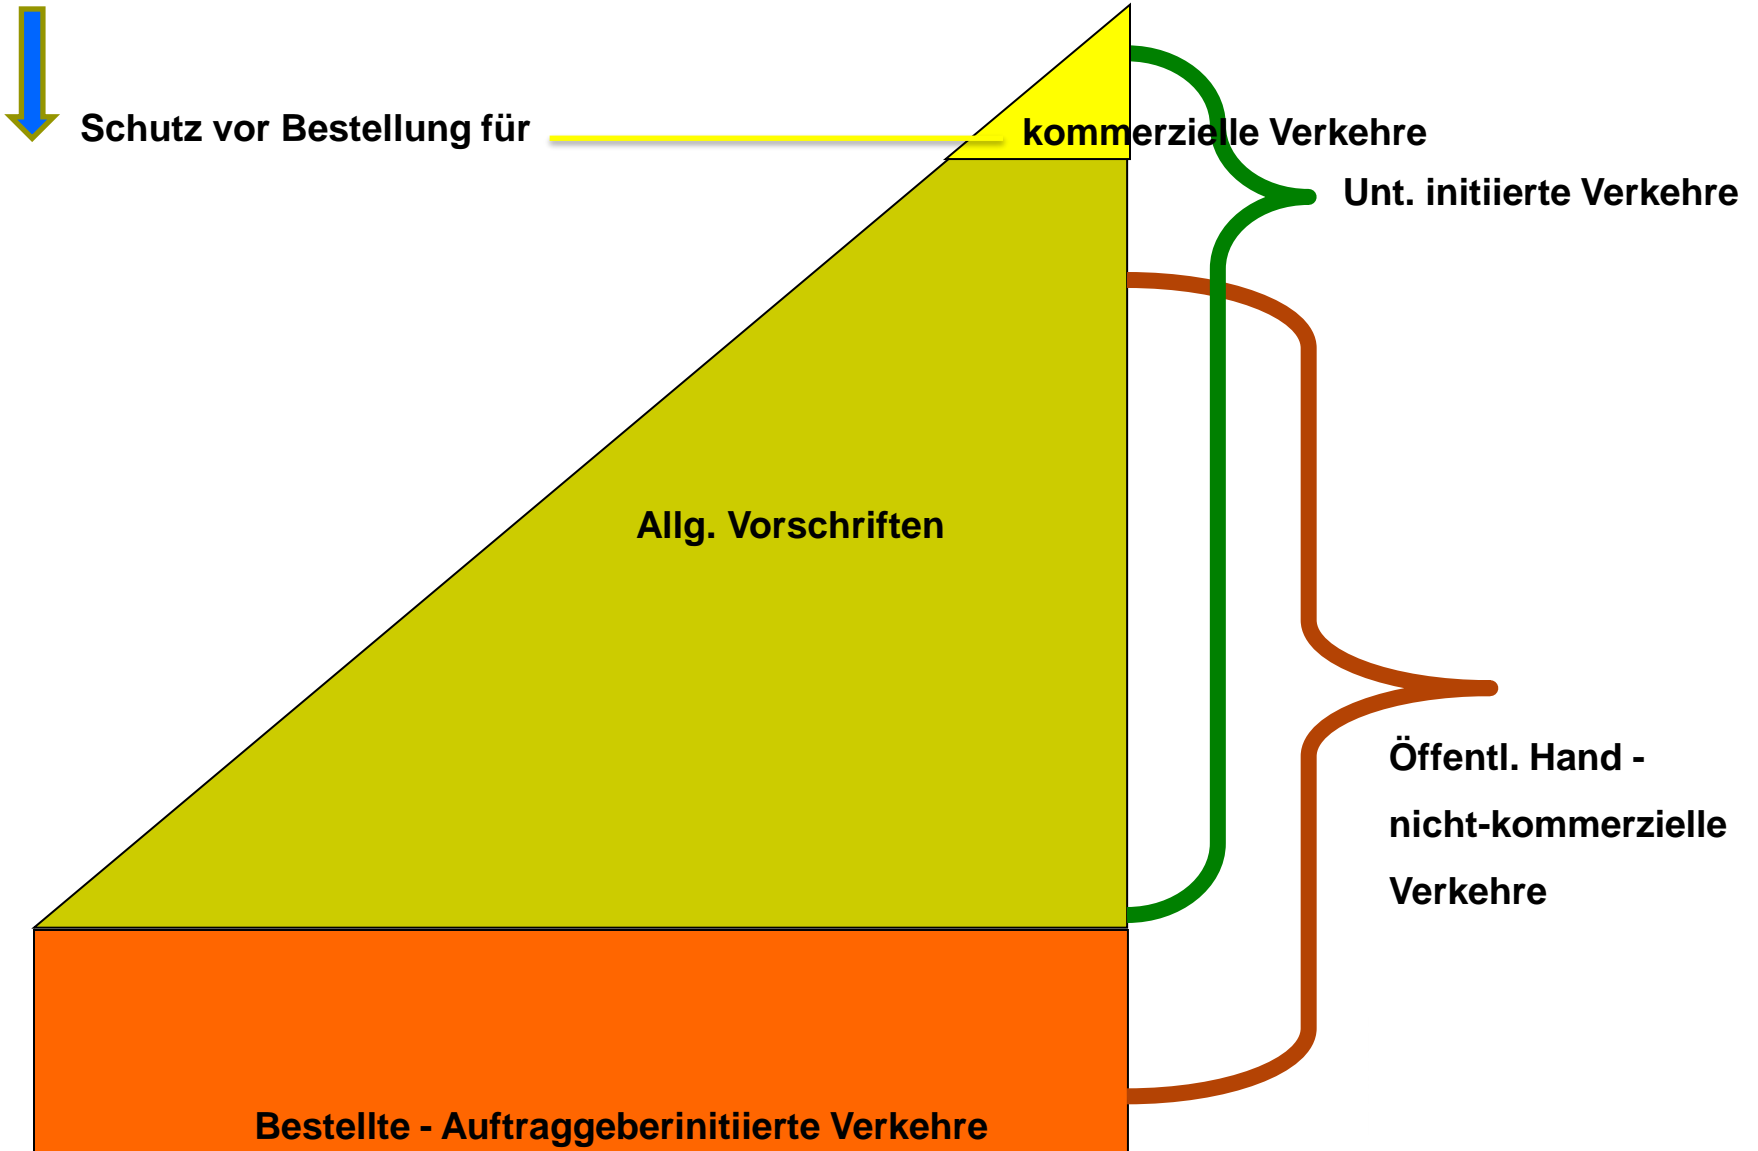 Schutz vor Bestellung für
kommerzielle Verkehre
Unt. initiierte Verkehre
Allg. Vorschriften
Öffentl. Hand -
nicht-kommerzielle
Verkehre
Bestellte - Auftraggeberinitiierte Verkehre